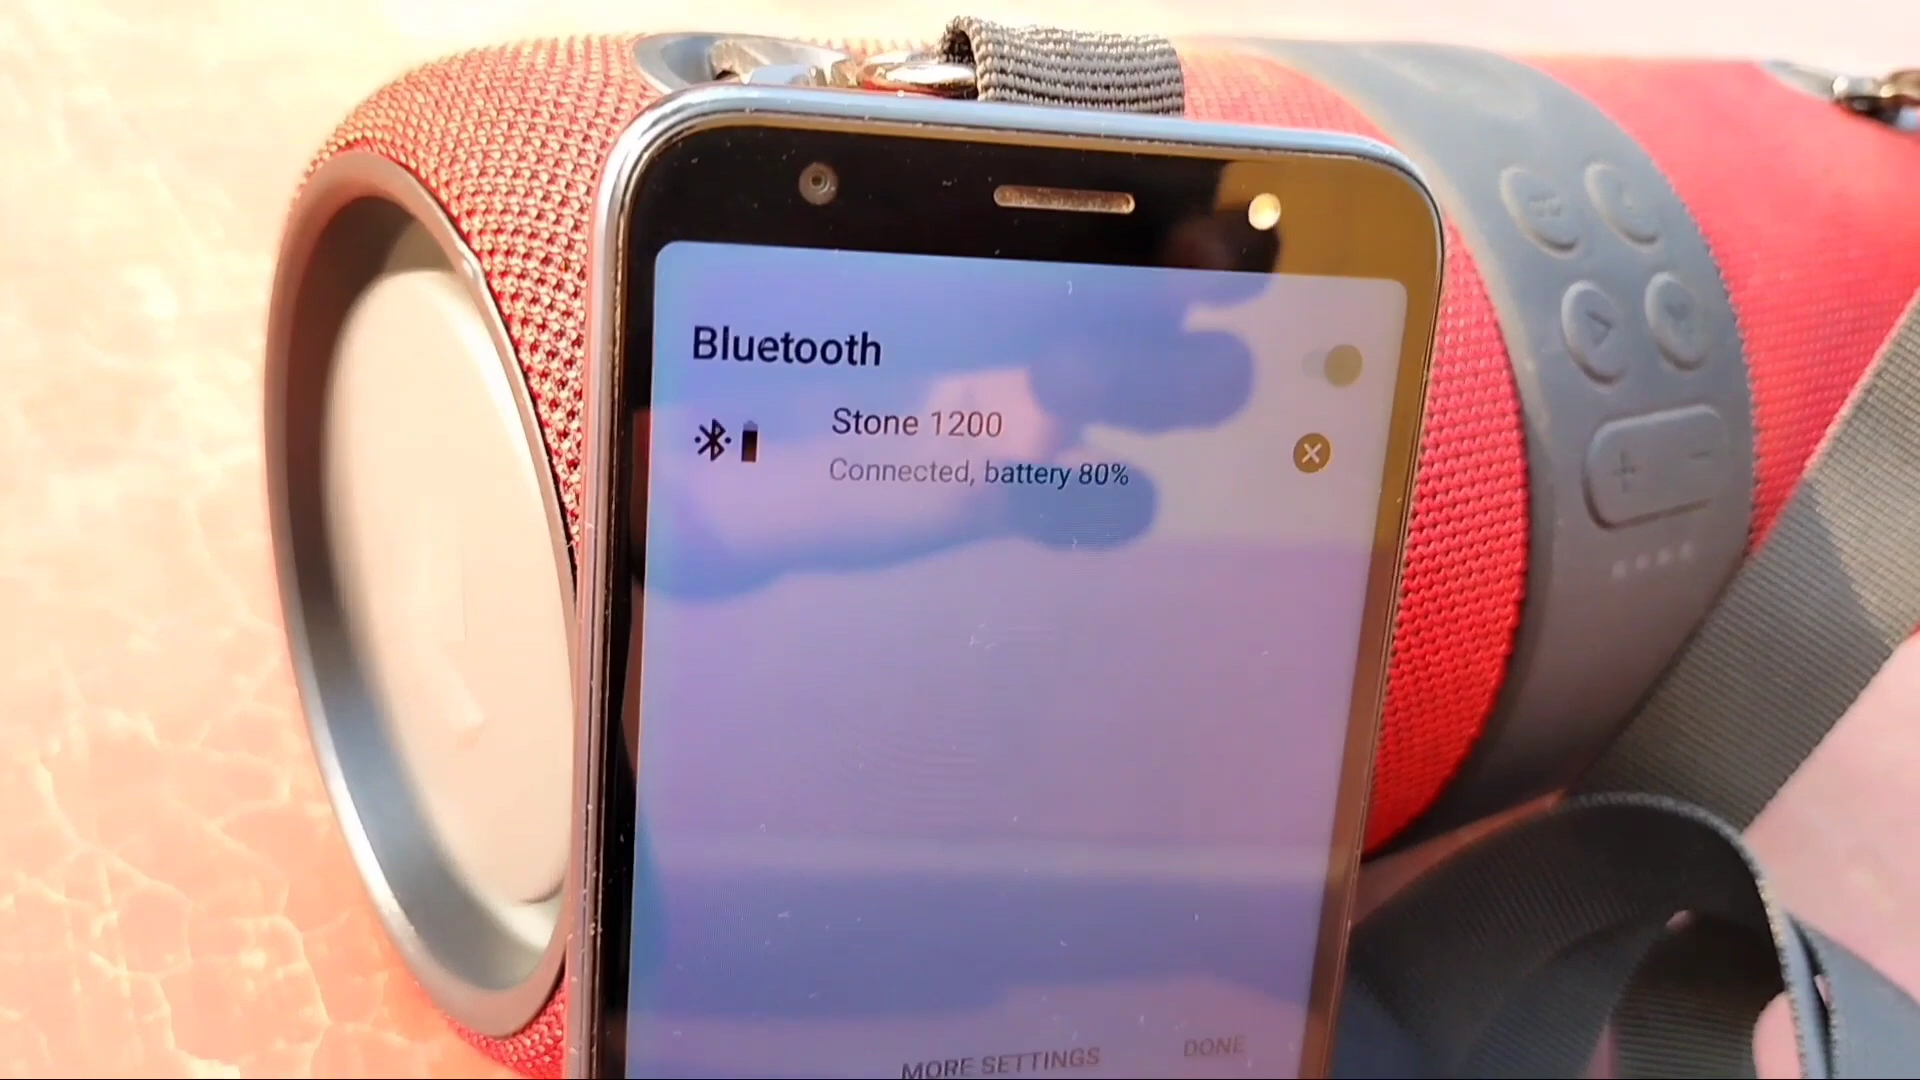 Bluetooth
Stone 1200
Connected, battery 80%
MORE SETTINGS
DONE